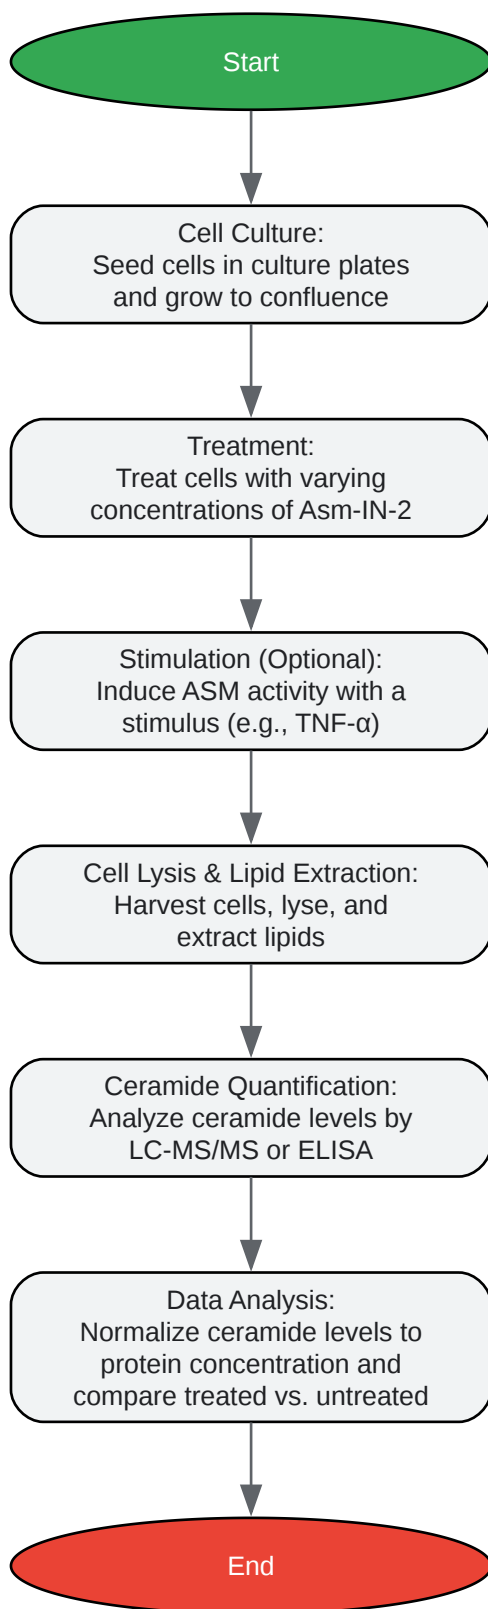 Start
Cell Culture:
Seed cells in culture plates
and grow to confluence
Treatment:
Treat cells with varying
concentrations of Asm-IN-2
Stimulation (Optional):
Induce ASM activity with a
stimulus (e.g., TNF-α)
Cell Lysis & Lipid Extraction:
Harvest cells, lyse, and
extract lipids
Ceramide Quantification:
Analyze ceramide levels by
LC-MS/MS or ELISA
Data Analysis:
Normalize ceramide levels to
protein concentration and
compare treated vs. untreated
End